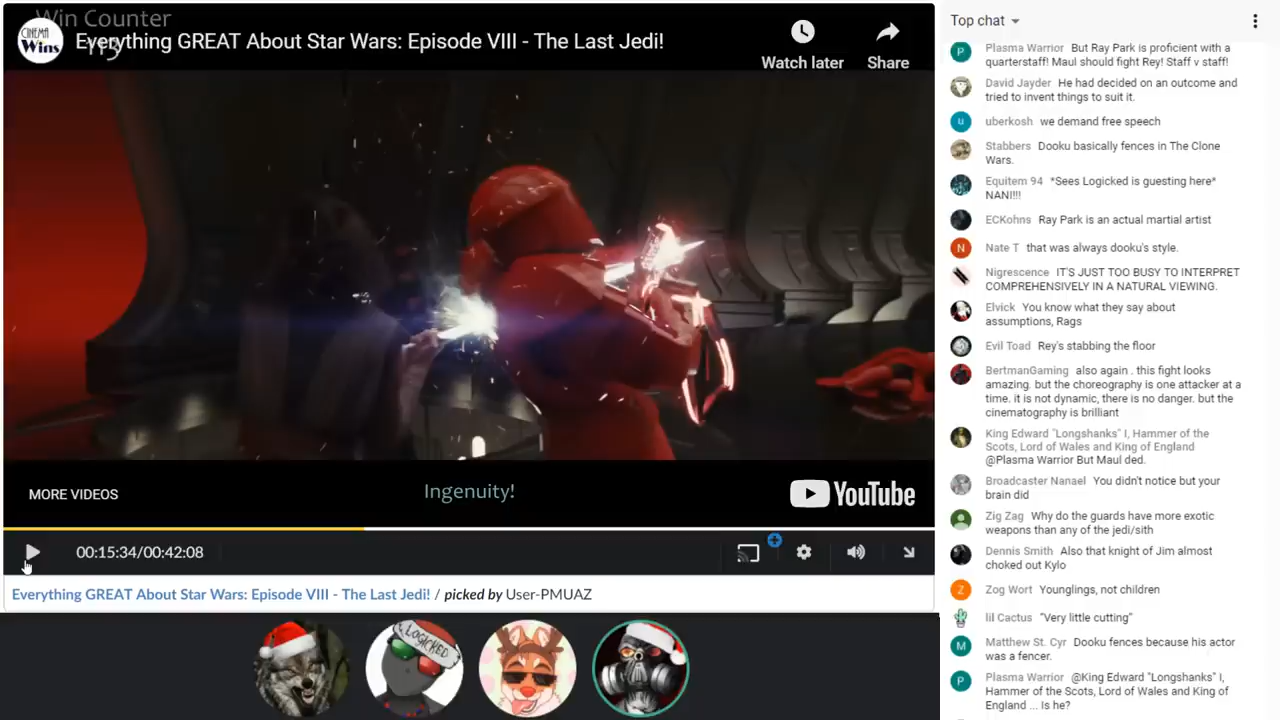 Win Counter
115
CINEMA
Wins
Everything GREAT About Star Wars: Episode VIII - The Last Jedi!
Watch later
Share
Ingenuity!
MORE VIDEOS
YouTube
00:15:34/00:42:08
Everything GREAT About Star Wars: Episode VIII - The Last Jedi! / picked by User-PMUAZ
LOGICKED
Top chat
Plasma Warrior But Ray Park is proficient with a
quarterstaff! Maul should fight Rey! Staff v staff!
David Jayder He had decided on an outcome and
tried to invent things to suit it.
uberkosh we demand free speech
Stabbers Dooku basically fences in The Clone
Wars.
Equitem 94 *Sees Logicked is guesting here*
NANI!!!
ECKohns Ray Park is an actual martial artist
Nate T that was always dooku's style.
Nigrescence IT'S JUST TOO BUSY TO INTERPRET
COMPREHENSIVELY IN A NATURAL VIEWING.
Elvick You know what they say about
assumptions, Rags
Evil Toad Rey's stabbing the floor
BertmanGaming also again . this fight looks
amazing. but the choreography is one attacker at a
time. it is not dynamic, there is no danger. but the
cinematography is brilliant
King Edward "Longshanks" I, Hammer of the
Scots, Lord of Wales and King of England
@Plasma Warrior But Maul ded.
Broadcaster Nanael You didn't notice but your
brain did
Zig Zag Why do the guards have more exotic
weapons than any of the jedi/sith
Dennis Smith Also that knight of Jim almost
choked out Kylo
Zog Wort Younglings, not children
lil Cactus "Very little cutting"
Matthew St. Cyr Dooku fences because his actor
was a fencer.
Plasma Warrior @King Edward "Longshanks" I,
Hammer of the Scots, Lord of Wales and King of
England ... Is he?